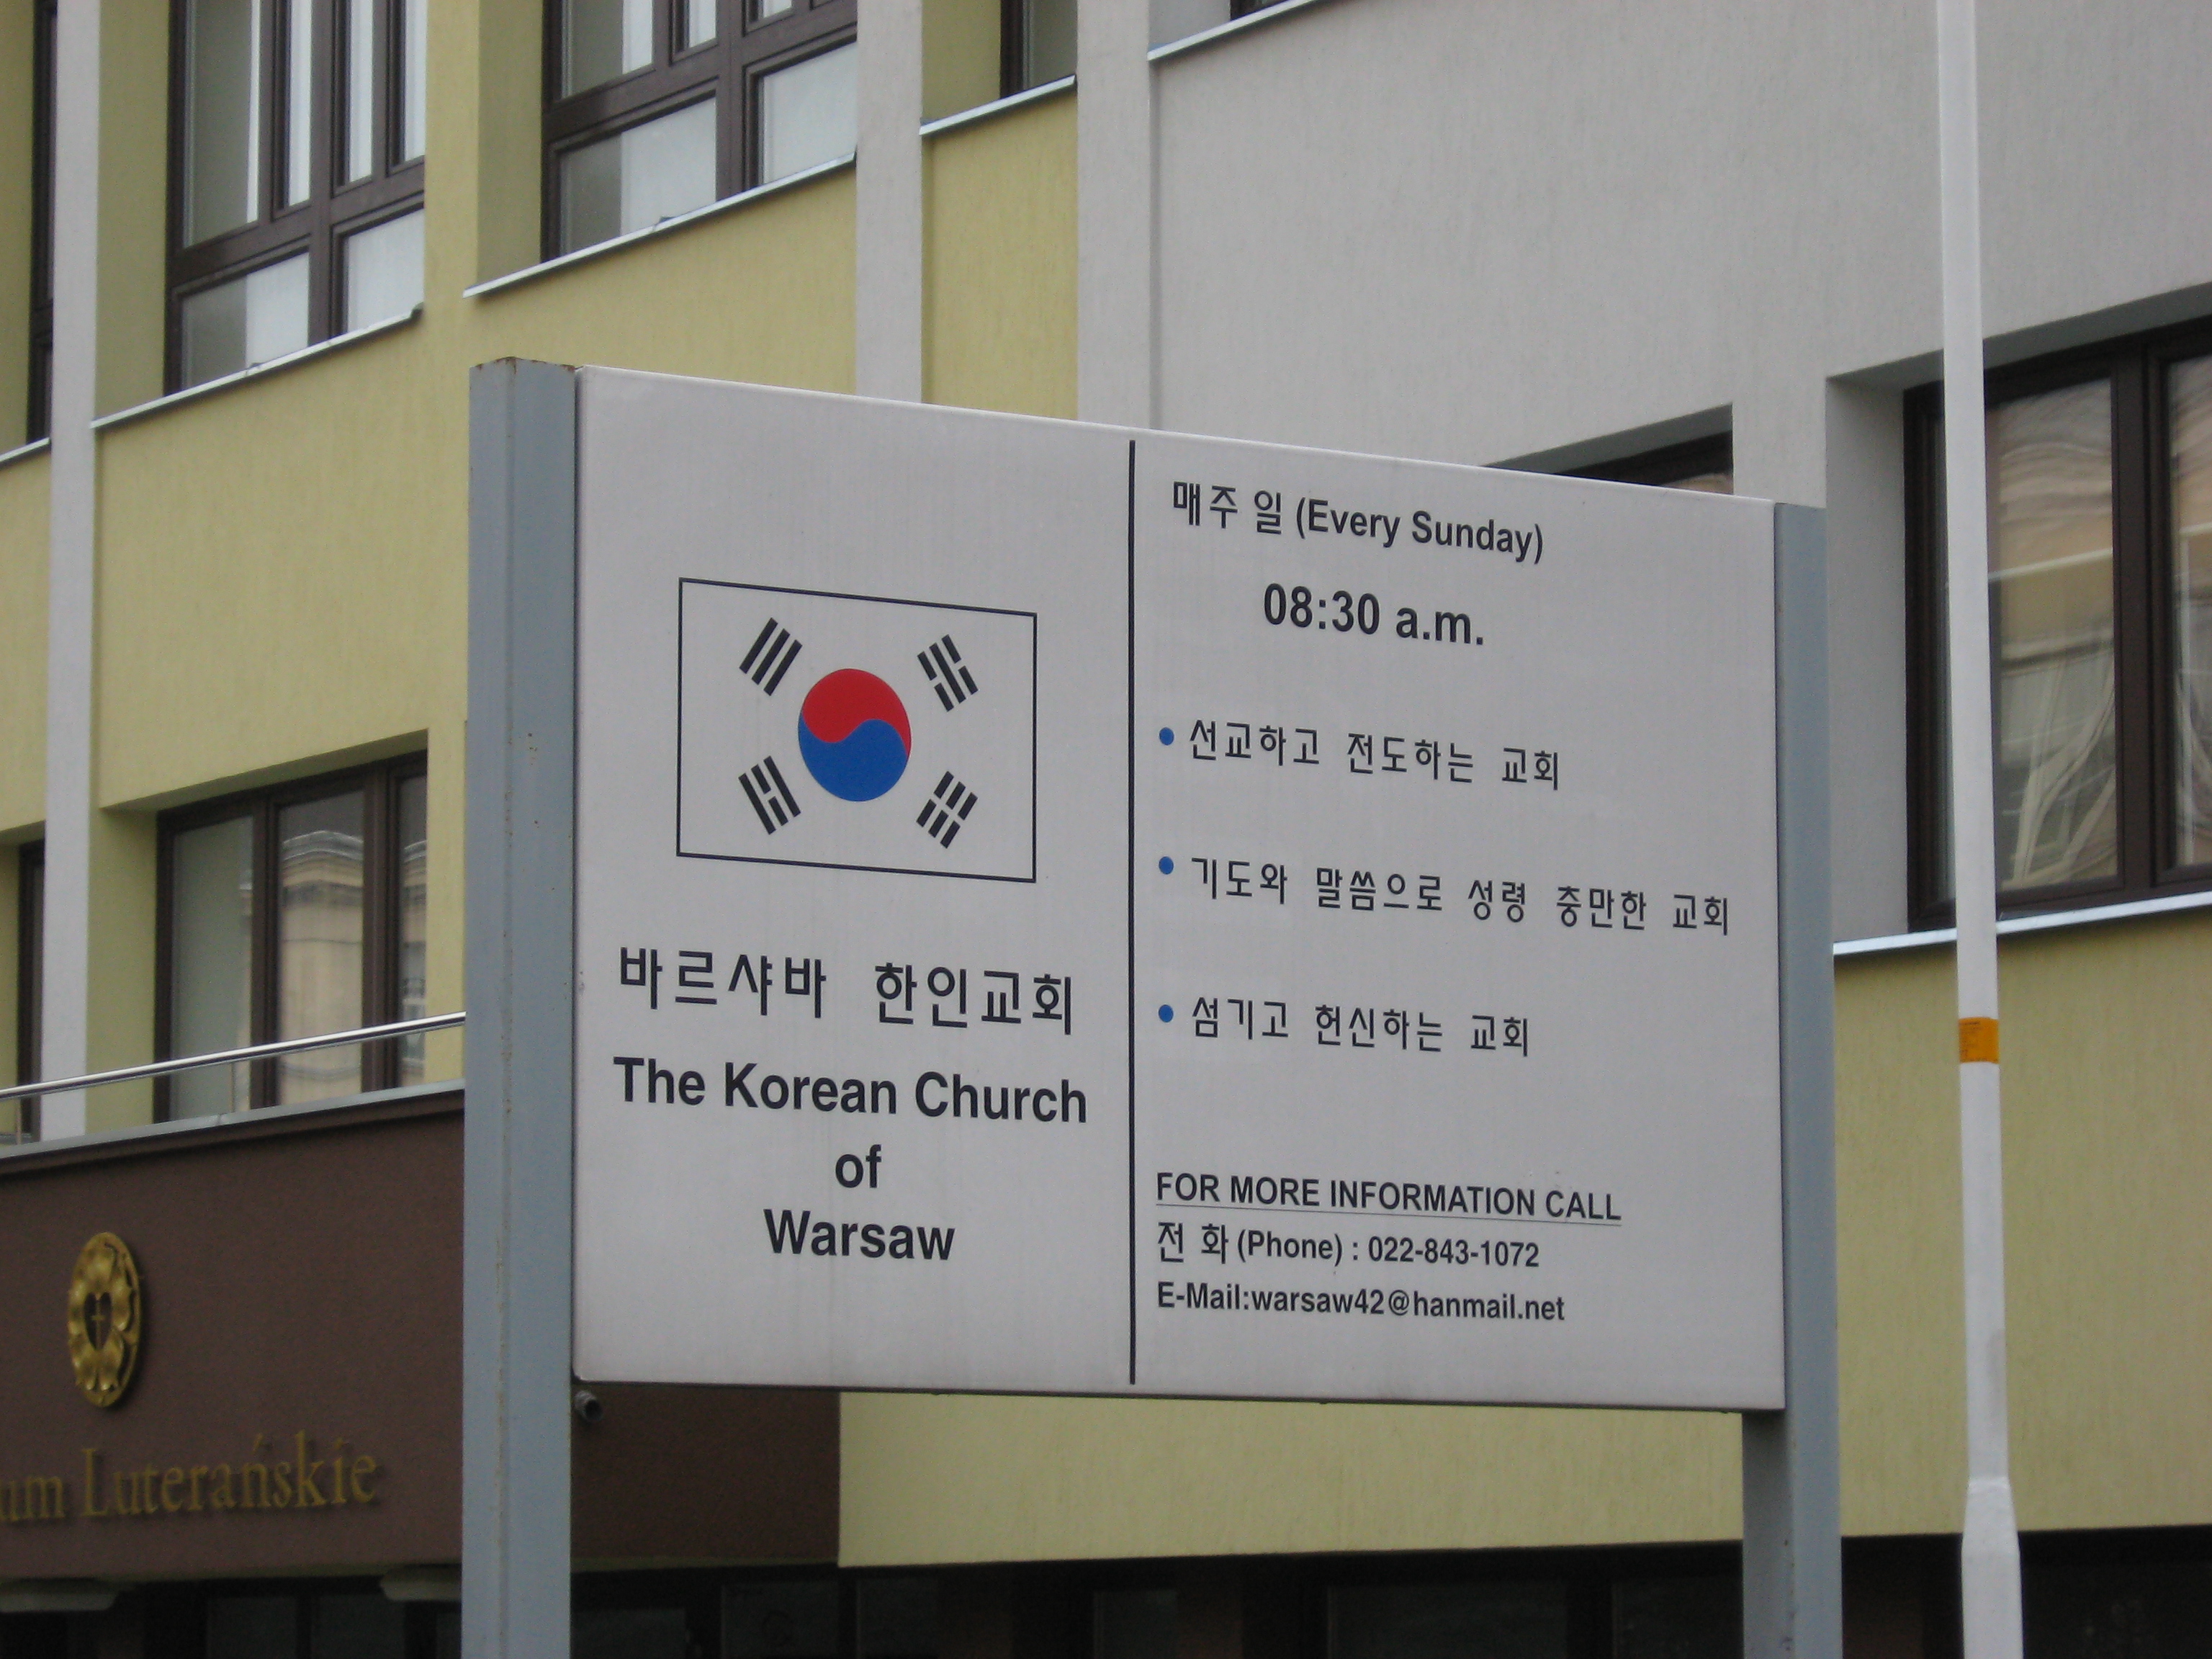 바르샤바 한인교회
The Korean Church
of
Warsaw
매주 일 (Every Sunday)
08:30 a.m.
• 선교하고 전도하는 교회
• 기도와 말씀으로 성령 충만한 교회
• 섬기고 헌신하는 교회
FOR MORE INFORMATION CALL
전 화 (Phone) : 022-843-1072
E-Mail:warsaw42@hanmail.net
um Luterańskie